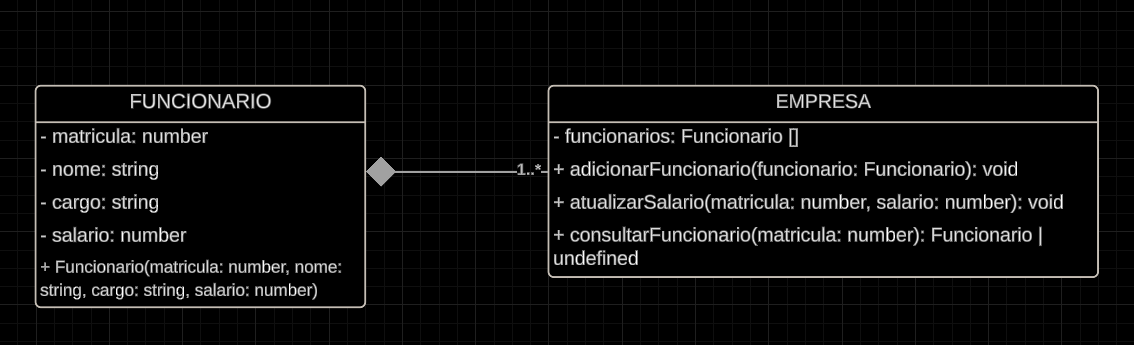 FUNCIONARIO
- matricula: number
- nome: string
- cargo: string
- salario: number
+ Funcionario(matricula: number, nome:
string, cargo: string, salario: number)
1..*
EMPRESA
- funcionarios: Funcionario []
+ adicionarFuncionario(funcionario: Funcionario): void
+ atualizarSalario(matricula: number, salario: number): void
+ consultarFuncionario(matricula: number): Funcionario |
undefined